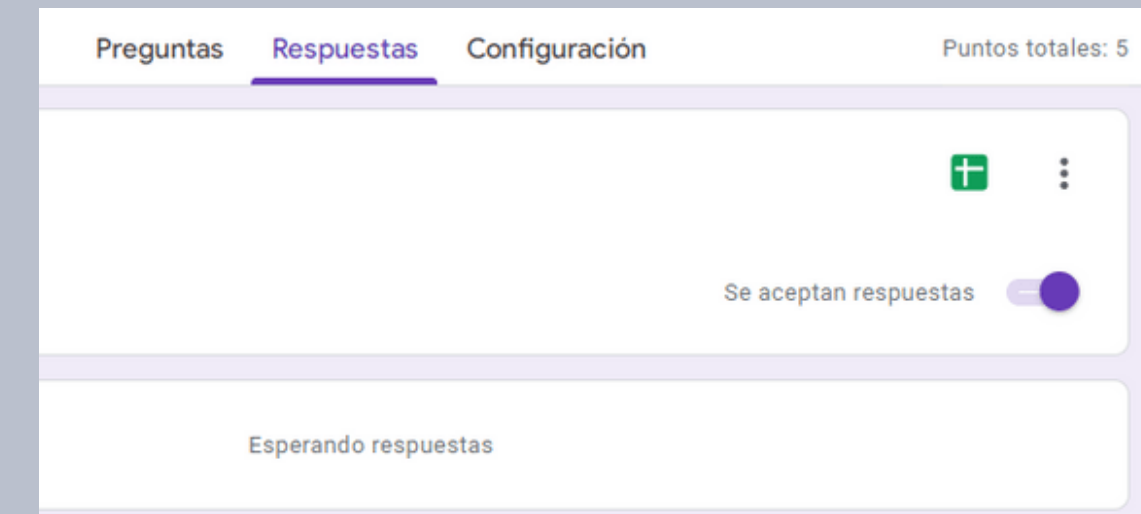 Preguntas Respuestas Configuración Puntos totales: 5
Se aceptan respuestas
Esperando respuestas